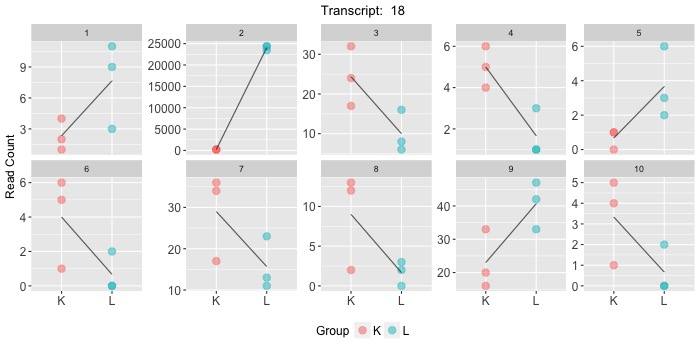 Transcript: 18
1 2 3 4 5
9 6 3
25000 20000 15000 10000 5000 0
30 20 10
6 4 2
6 4 2 0
Read Count
6 7 8 9 10
6 4 2 0
30 20 10
10 5 0
40 30 20
5 4 3 2 1 0
K L K L K L K L K L
Group K L